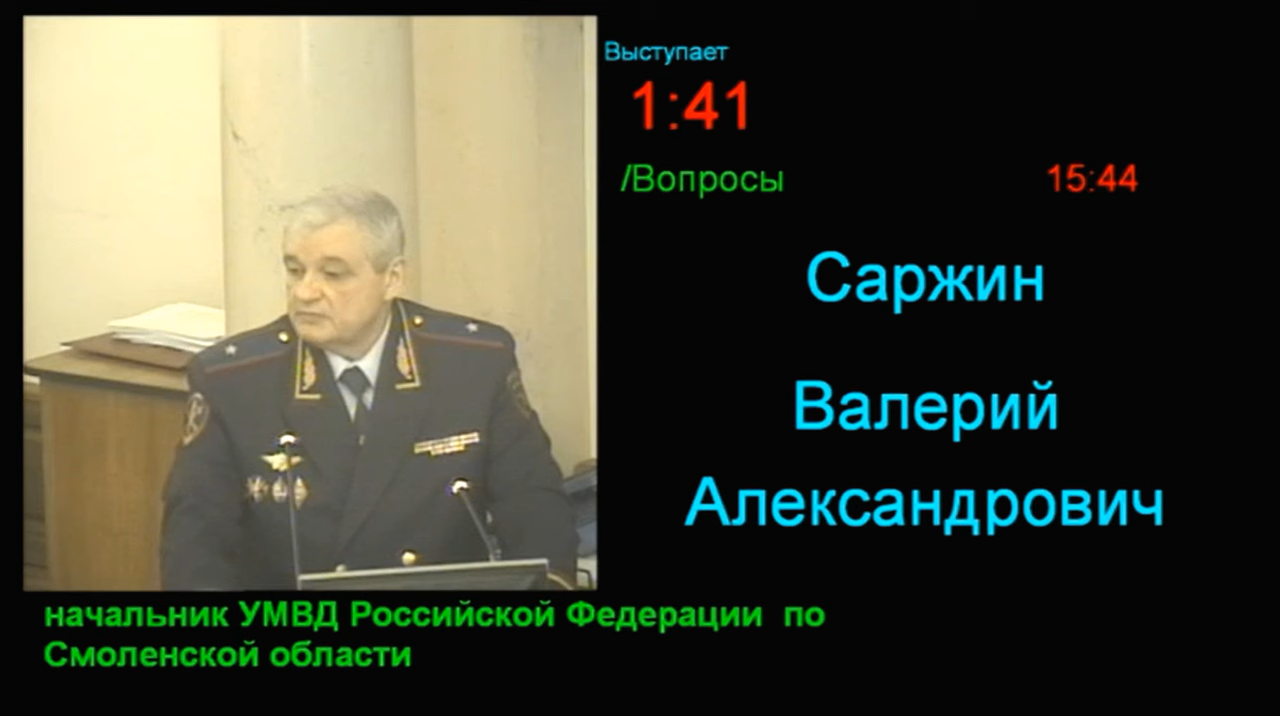 Выступает
1:41
/Вопросы 15:44
Саржин
Валерий
Александрович
начальник УМВД Российской Федерации по
Смоленской области